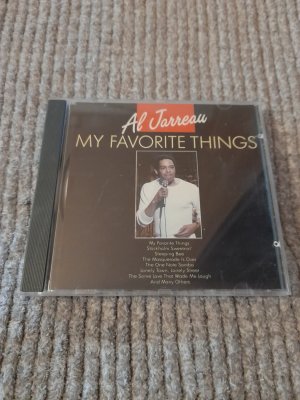 Al Jarreau
MY FAVORITE THINGS
My Favorite Things
Stockholm Sweetnin'
Sleeping Bee
The Masquerade Is Over
The One Note Samba
Lonely Town, Lonely Street
The Same Love That Made Me Laugh
And Many Others